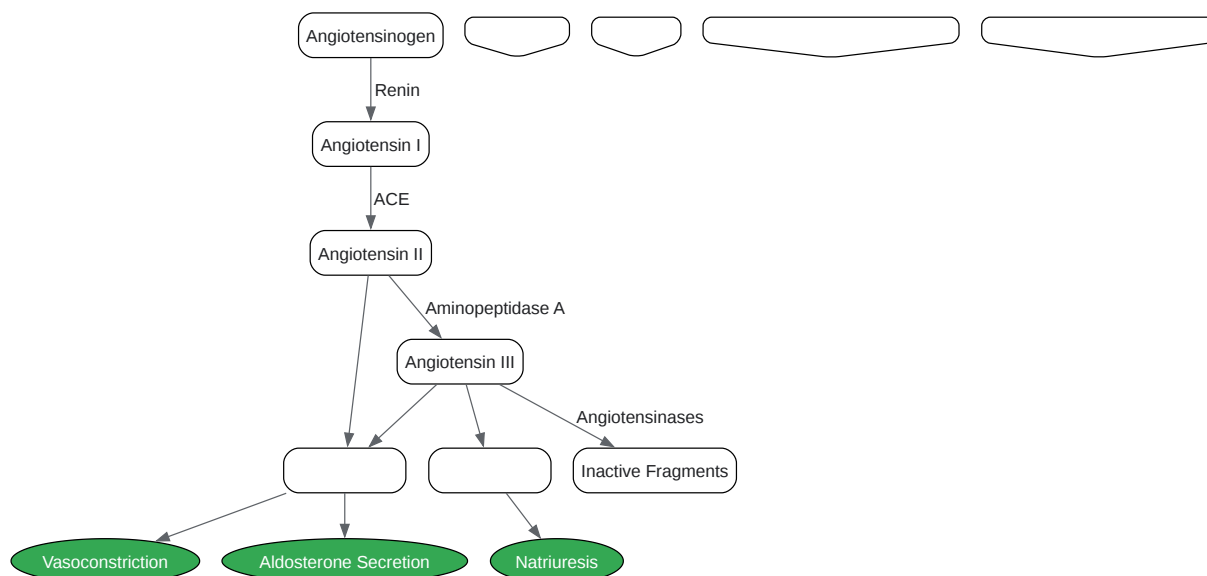 Angiotensinogen
Renin
Angiotensin I
ACE
Angiotensin II
Aminopeptidase A
Angiotensin III
Angiotensinases
Inactive Fragments
Vasoconstriction
Aldosterone Secretion
Natriuresis